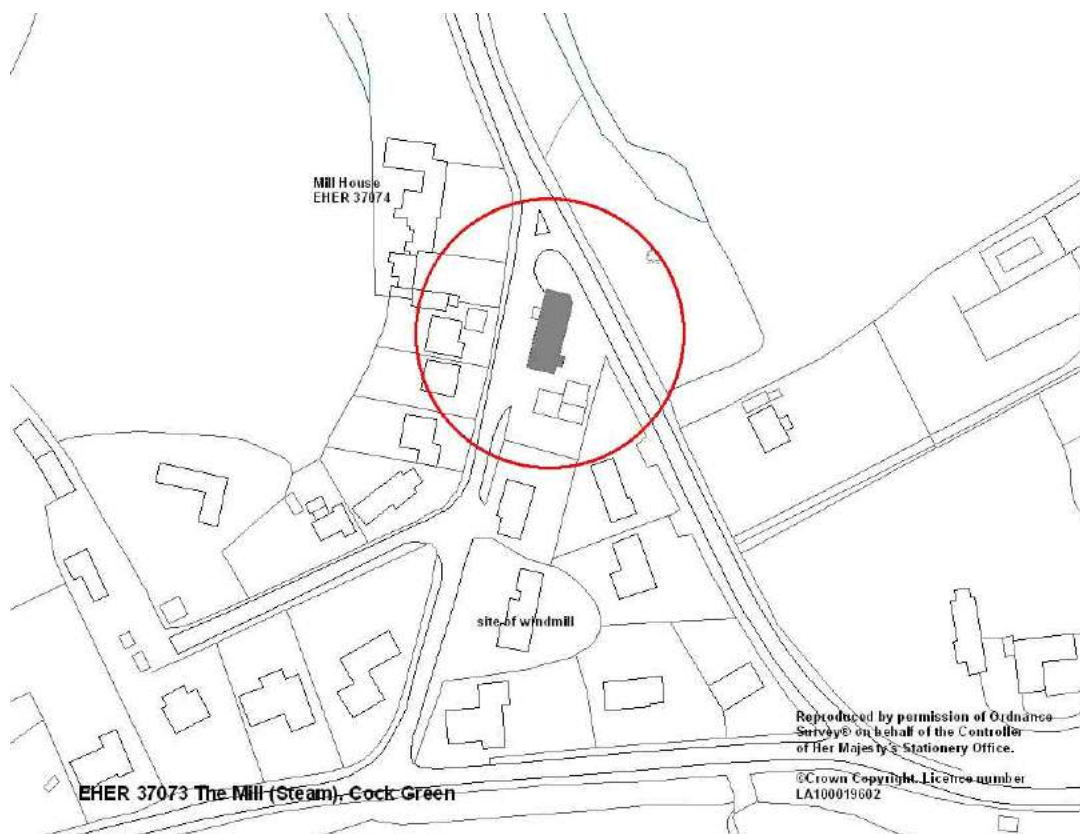 Mill House
EHER 37074
site of windmill
Reproduced by permission of Ordnance
Survey® on behalf of the Controller
of Her Majesty's Stationery Office.
©Crown Copyright. Licence number
LA100019602
EHER 37073 The Mill (Steam), Cock Green